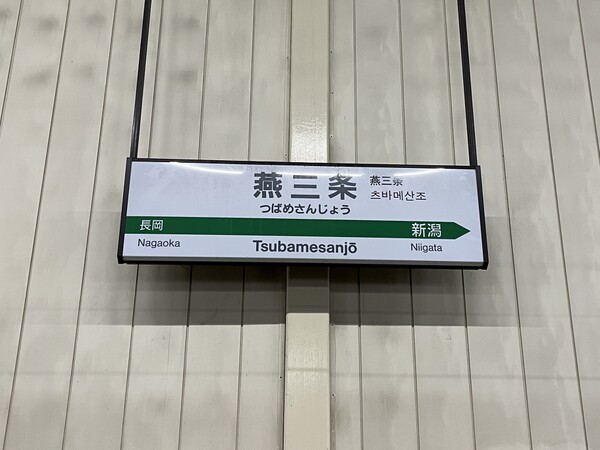 燕三条
燕三条
츠바메산조
つばめさんじょう
長岡
新潟
Nagaoka
Tsubamesanjō
Niigata